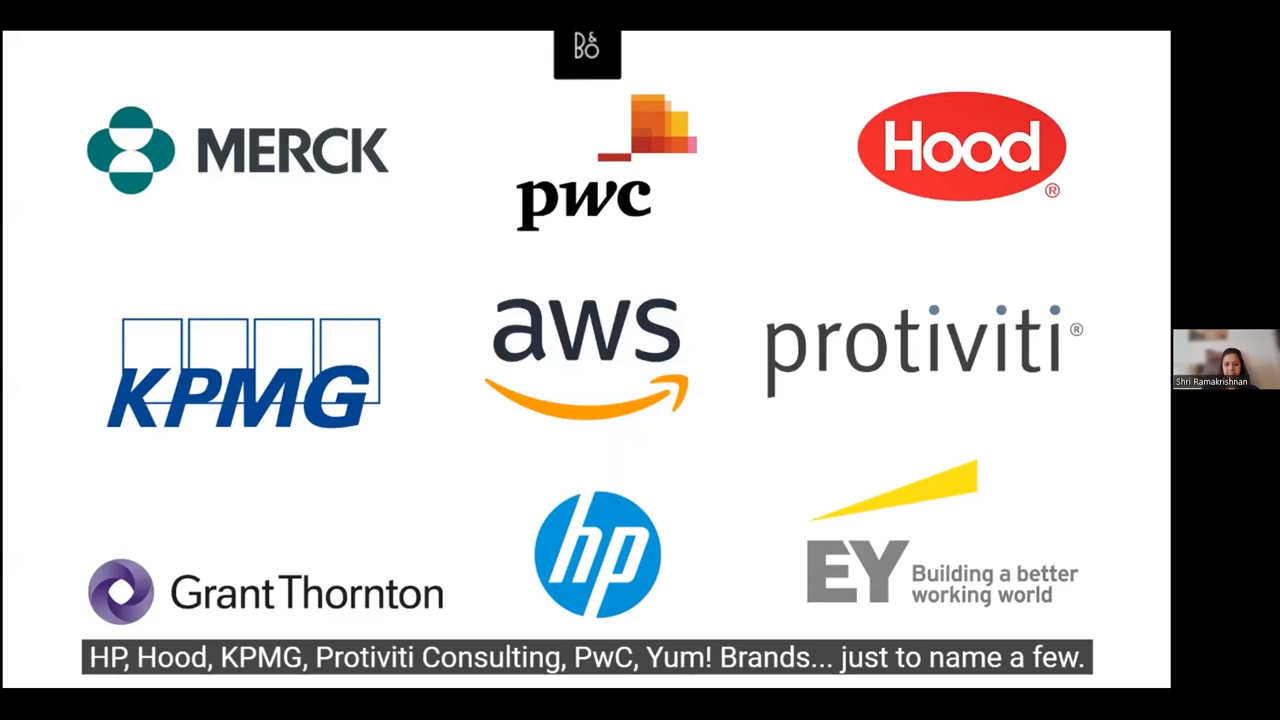 B&O
MERCK
pwc
Hood
®
KPMG
aws
protiviti®
Shri Ramakrishnan
Grant Thornton
hp
EY
Building a better
working world
HP, Hood, KPMG, Protiviti Consulting, PwC, Yum! Brands... just to name a few.